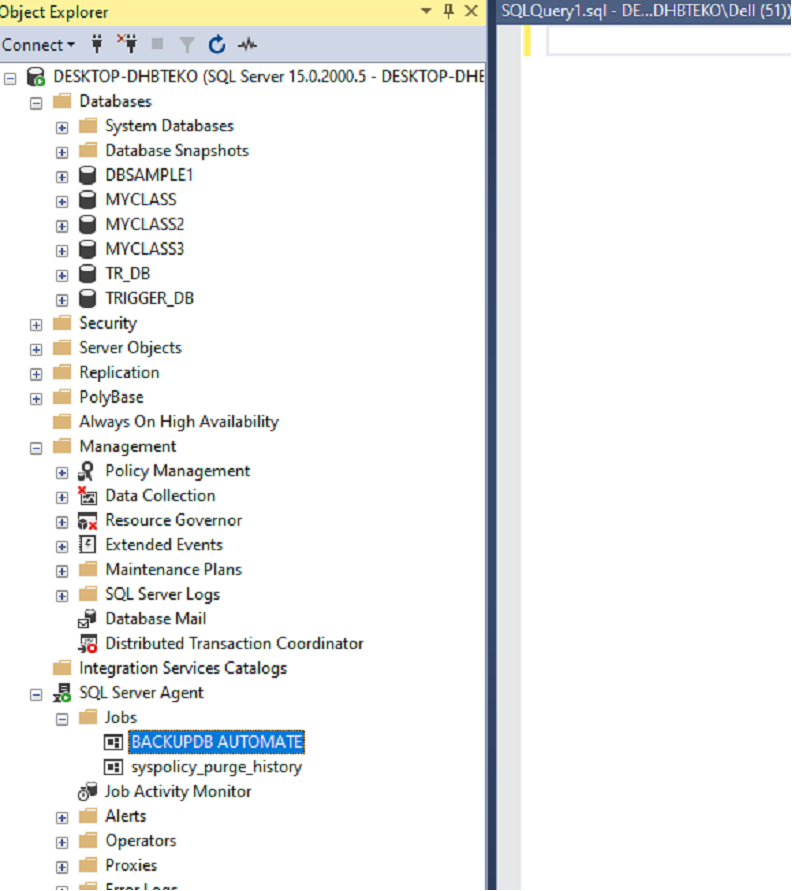 Object Explorer
SQLQuery1.sql - DE...DHBTEKO\Dell (51))
Connect
DESKTOP-DHBTEKO (SQL Server 15.0.2000.5 - DESKTOP-DHB
Databases
System Databases
Database Snapshots
DBSAMPLE1
MYCLASS
MYCLASS2
MYCLASS3
TR_DB
TRIGGER_DB
Security
Server Objects
Replication
PolyBase
Always On High Availability
Management
Policy Management
Data Collection
Resource Governor
Extended Events
Maintenance Plans
SQL Server Logs
Database Mail
Distributed Transaction Coordinator
Integration Services Catalogs
SQL Server Agent
Jobs
BACKUPDB AUTOMATE
syspolicy_purge_history
Job Activity Monitor
Alerts
Operators
Proxies
Error Logs